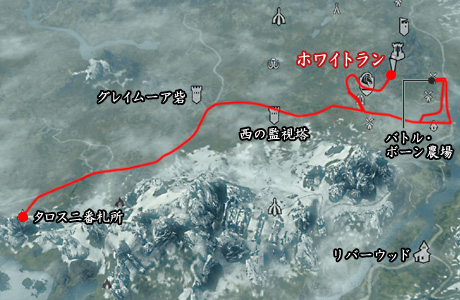 ホワイトラン
グレイムーア砦
西の監視塔
バトル・
ボーン農場
タロス二番札所
リバーウッド